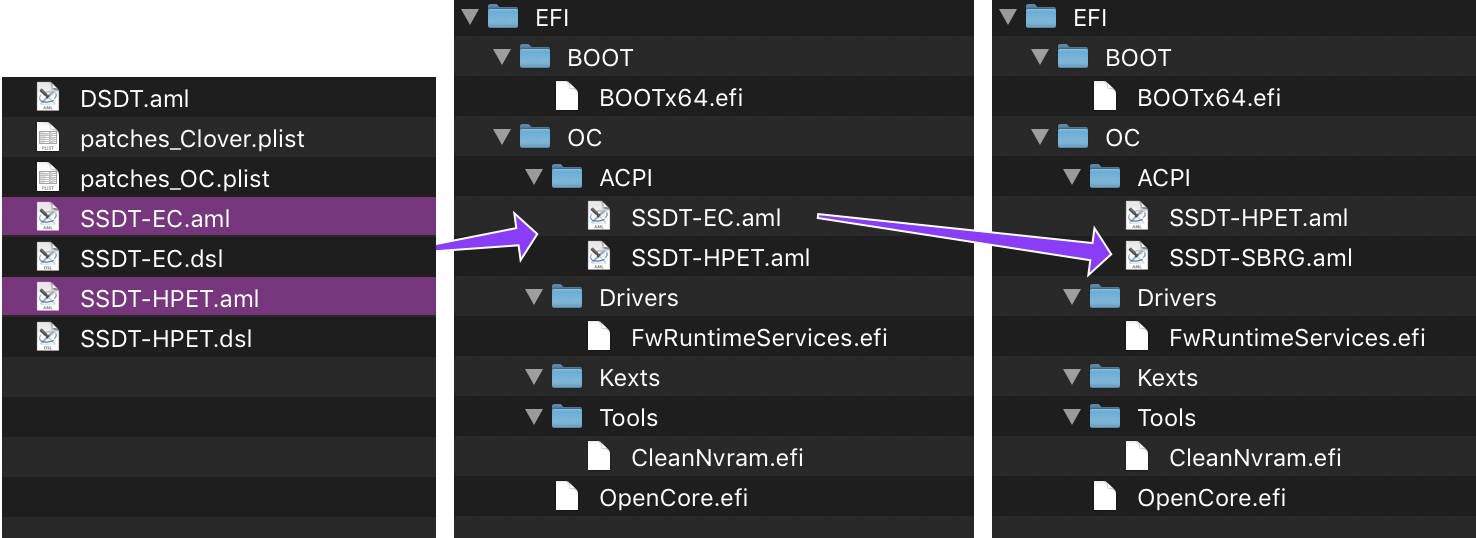 DSDT.aml
patches_Clover.plist
patches_OC.plist
SSDT-EC.aml
SSDT-EC.dsl
SSDT-HPET.aml
SSDT-HPET.dsl
EFI
BOOT
BOOTx64.efi
OC
ACPI
SSDT-EC.aml
SSDT-HPET.aml
Drivers
FwRuntimeServices.efi
Kexts
Tools
CleanNvram.efi
OpenCore.efi
EFI
BOOT
BOOTx64.efi
OC
ACPI
SSDT-HPET.aml
SSDT-SBRG.aml
Drivers
FwRuntimeServices.efi
Kexts
Tools
CleanNvram.efi
OpenCore.efi